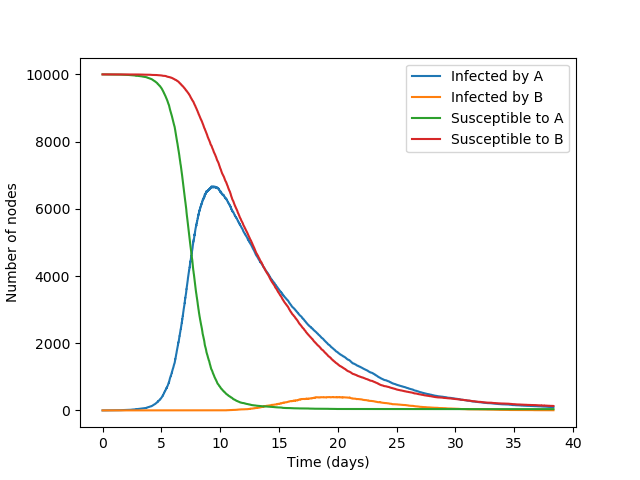 Infected by A
Infected by B
Susceptible to A
Susceptible to B
Number of nodes
10000
8000
6000
4000
2000
0
0 5 10 15 20 25 30 35 40
Time (days)